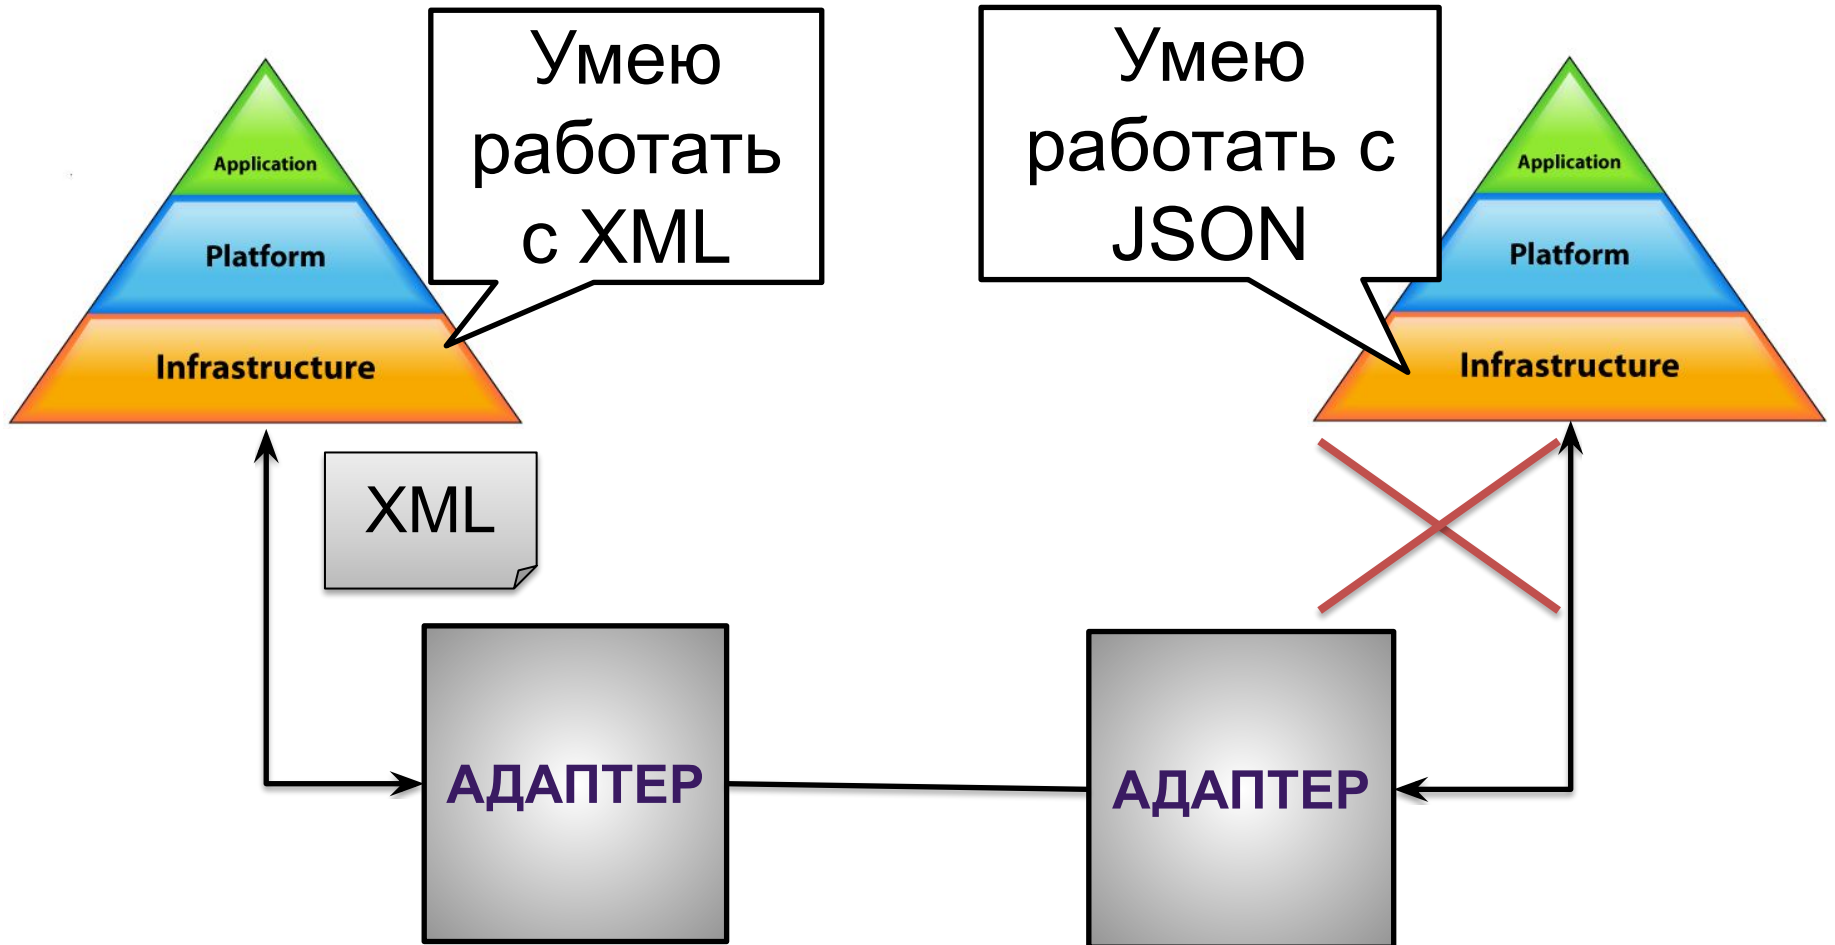 Умею
работать
с XML
Умею
работать с
JSON
Application
Platform
Infrastructure
Application
Platform
Infrastructure
XML
АДАПТЕР
АДАПТЕР